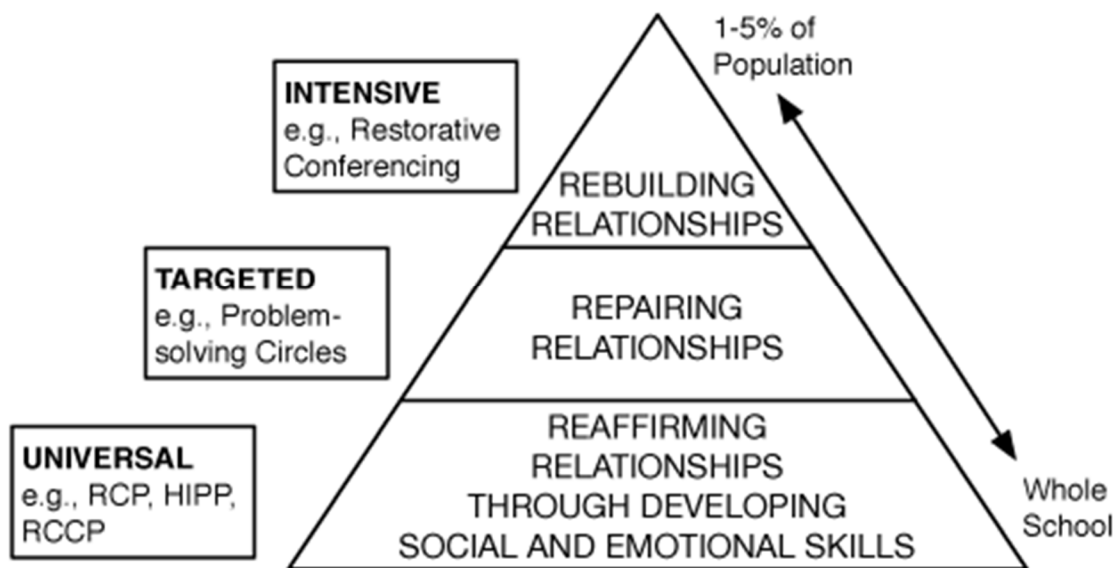 1-5% of
Population
INTENSIVE
e.g., Restorative
Conferencing
REBUILDING
RELATIONSHIPS
TARGETED
e.g., Problem-
solving Circles
REPAIRING
RELATIONSHIPS
UNIVERSAL
e.g., RCP, HIPP,
RCCP
REAFFIRMING
RELATIONSHIPS
THROUGH DEVELOPING
SOCIAL AND EMOTIONAL SKILLS
Whole
School